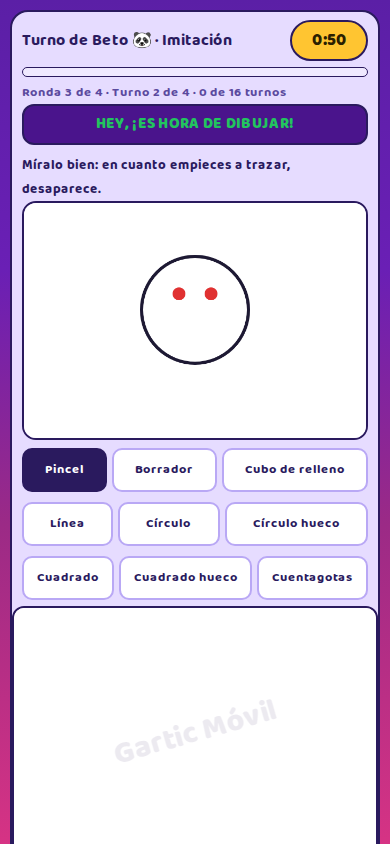 Turno de Beto 🐼 · Imitación
0:50
Ronda 3 de 4 · Turno 2 de 4 · 0 de 16 turnos
HEY, ¡ES HORA DE DIBUJAR!
Míralo bien: en cuanto empieces a trazar,
desaparece.
Pincel
Borrador
Cubo de relleno
Línea
Círculo
Círculo hueco
Cuadrado
Cuadrado hueco
Cuentagotas
Gartic Móvil